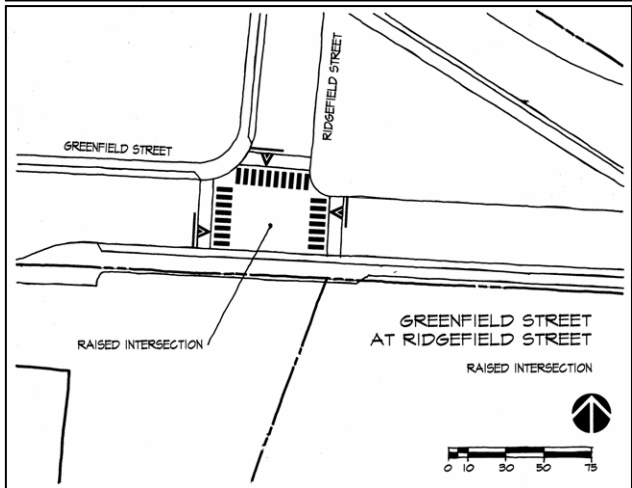 RIDGEFIELD STREET
GREENFIELD STREET
RAISED INTERSECTION
GREENFIELD STREET
AT RIDGEFIELD STREET
RAISED INTERSECTION
0 10 30 50 75